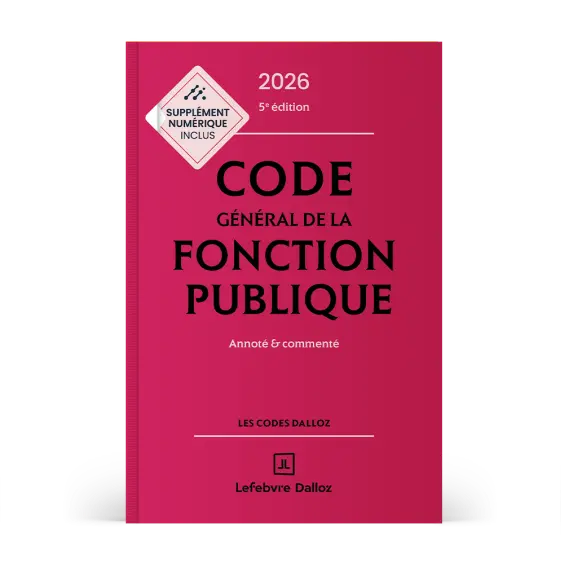 2026
5e édition
SUPPLÉMENT
NUMÉRIQUE
INCLUS
CODE
GÉNÉRAL DE LA
FONCTION
PUBLIQUE
Annoté & commenté
LES CODES DALLOZ
JL
Lefebvre Dalloz